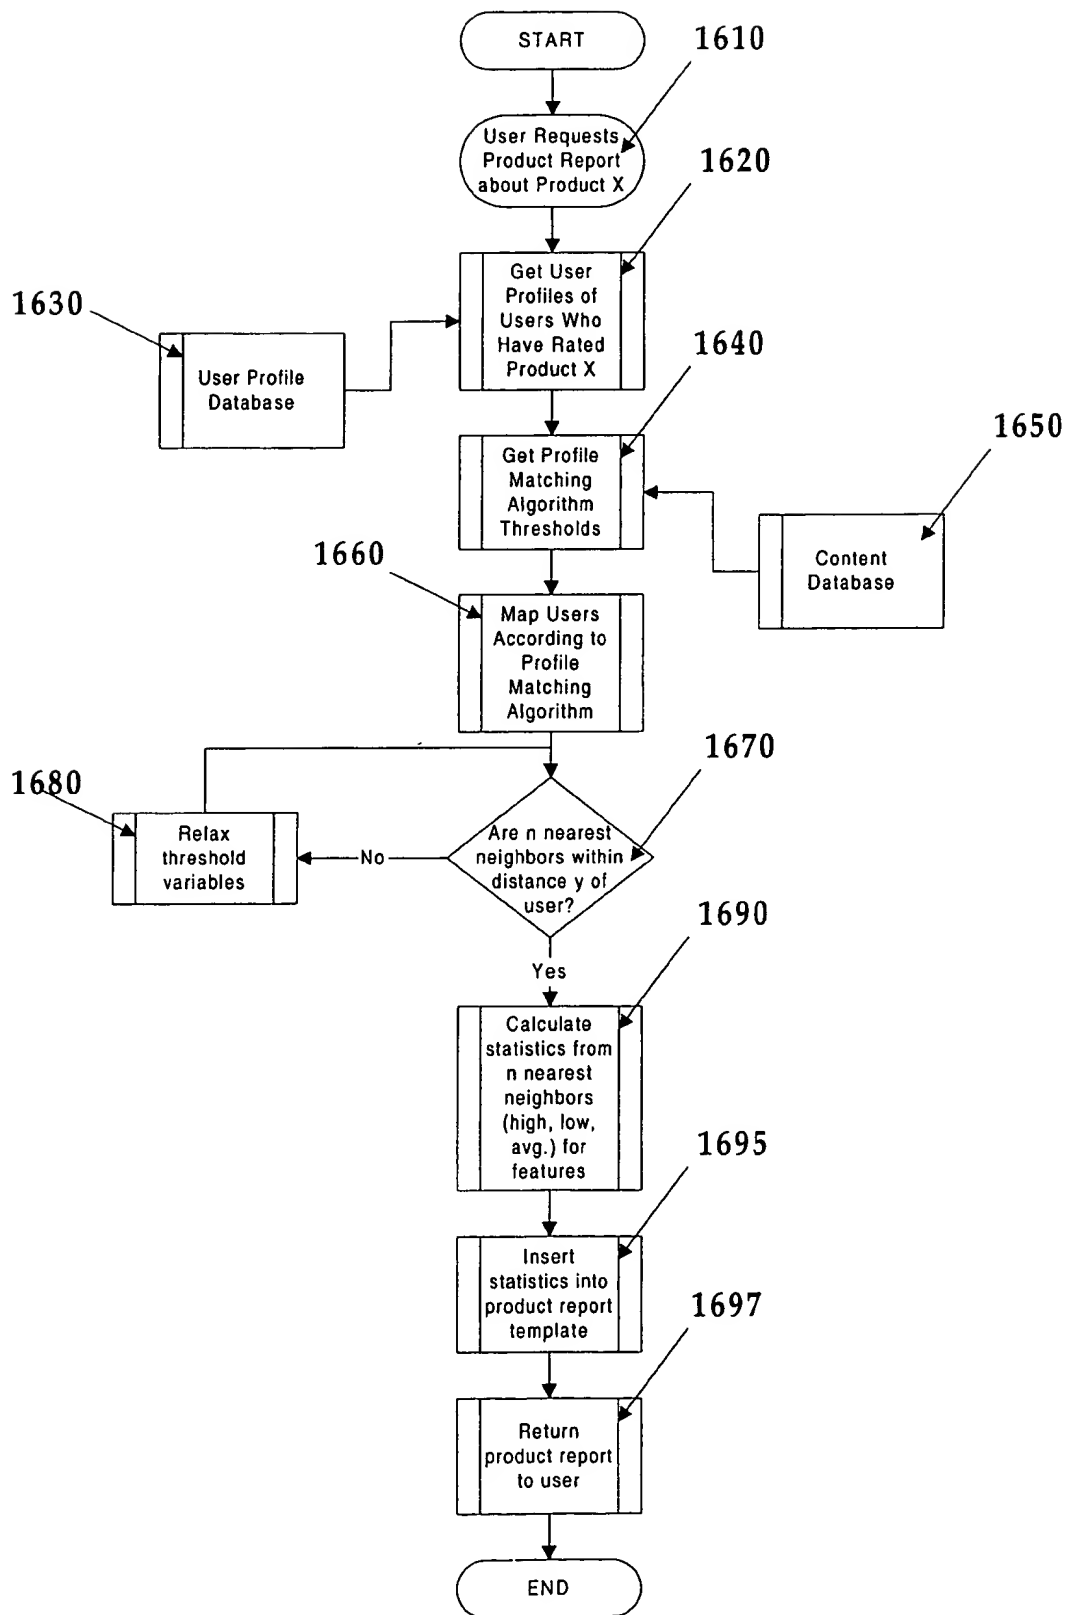 START
1610
User Requests
Product Report
about Product X
1620
Get User
Profiles of
Users Who
Have Rated
Product X
1630
User Profile
Database
1640
Get Profile
Matching
Algorithm
Thresholds
1650
Content
Database
1660
Map Users
According to
Profile
Matching
Algorithm
1670
Are n nearest
neighbors within
distance y of
user?
No
1680
Relax
threshold
variables
Yes
1690
Calculate
statistics from
n nearest
neighbors
(high, low,
avg.) for
features
1695
Insert
statistics into
product report
template
1697
Return
product report
to user
END